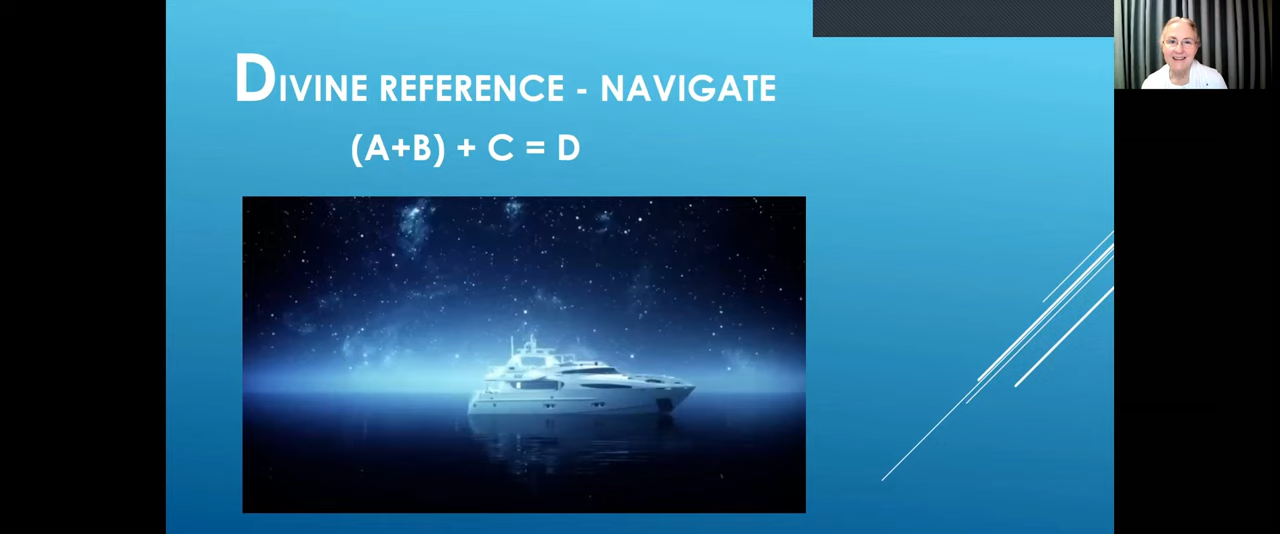 DIVINE REFERENCE - NAVIGATE
(A+B) + C = D